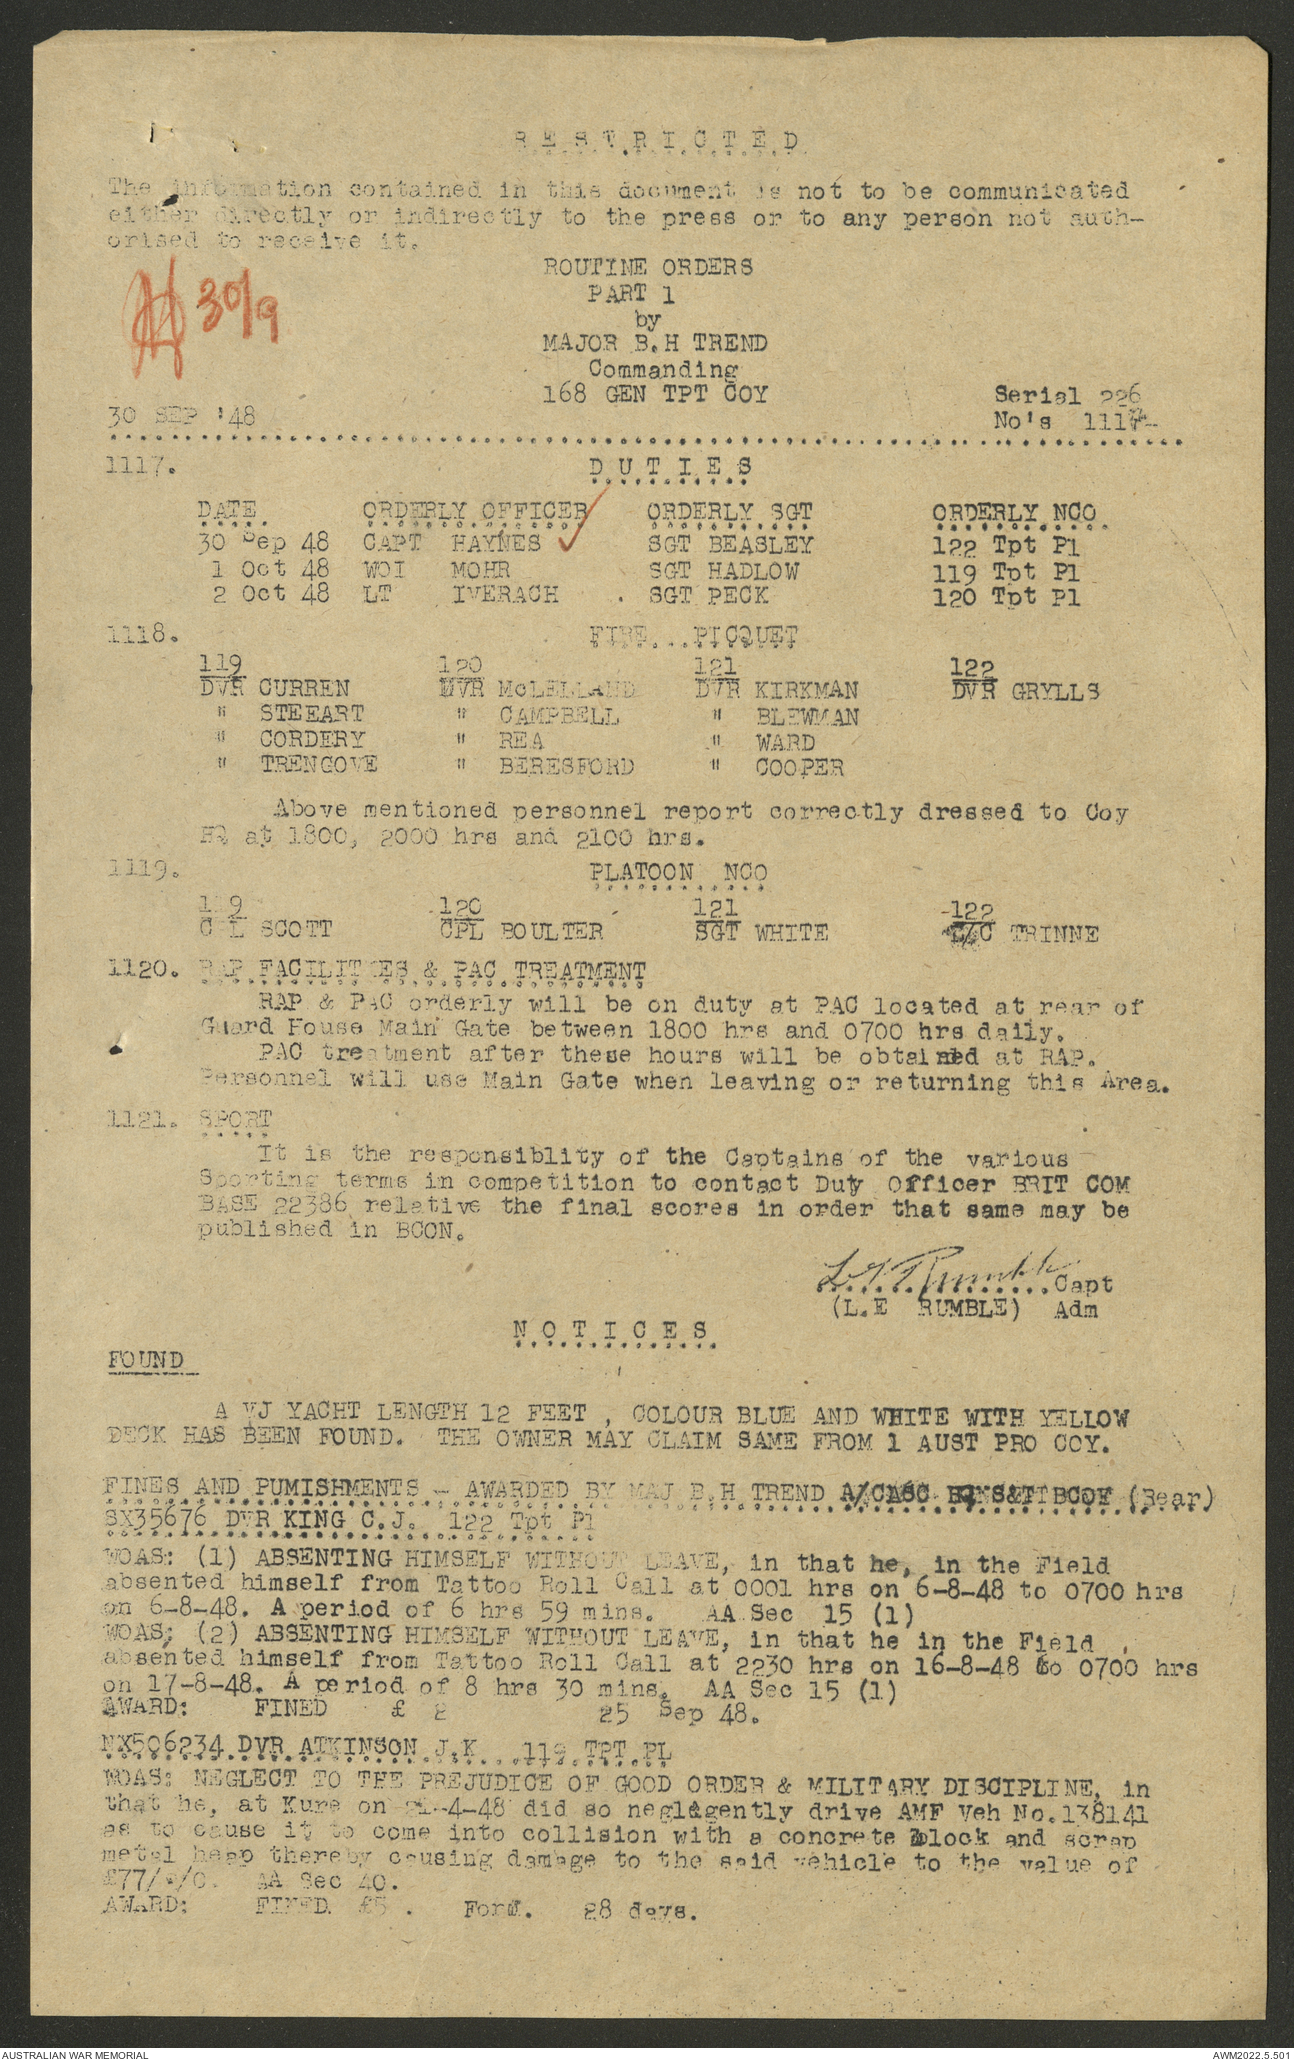 R E S T R I C T E D
The information contained in this document is not to be communicated
either directly or indirectly to the press or to any person not auth-
orised to receive it.
30/9
ROUTINE ORDERS
PART 1
by
MAJOR B.H TREND
Commanding
168 GEN TPT COY
Serial 226
30 SEP '48
No's 1117-
1117. D U T I E S
DATE ORDERLY OFFICER ORDERLY SGT ORDERLY NCO
30 Sep 48 CAPT HAYNES SGT BEASLEY 122 Tpt Pl
1 Oct 48 WOI MOHR SGT HADLOW 119 Tpt Pl
2 Oct 48 LT IVERACH . SGT PECK 120 Tpt Pl
1118. FIRE...PICQUET
119 120 121 122
DVR CURREN DVR McLELLAND DVR KIRKMAN DVR GRYLLS
" STEEART " CAMPBELL " BLEWMAN
" CORDERY " REA " WARD
" TRENGOVE " BERESFORD " COOPER
Above mentioned personnel report correctly dressed to Coy
HQ at 1800, 2000 hrs and 2100 hrs.
1119. PLATOON NCO
119 120 121 122
CPL SCOTT CPL BOULTER SGT WHITE L/C TRINNE
1120. RAP FACILITIES & PAC TREATMENT
RAP & PAC orderly will be on duty at PAC located at rear of
Guard House Main Gate between 1800 hrs and 0700 hrs daily.
PAC treatment after these hours will be obtained at RAP.
Personnel will use Main Gate when leaving or returning this Area.
1121. SPORT
It is the responsiblity of the Captains of the various
Sporting terms in competition to contact Duty Officer BRIT COM
BASE 22386 relative the final scores in order that same may be
published in BCON.
L E Rumble
Capt
(L.E RUMBLE) Adm
N O T I C E S
FOUND
A VJ YACHT LENGTH 12 FEET , COLOUR BLUE AND WHITE WITH YELLOW
DECK HAS BEEN FOUND. THE OWNER MAY CLAIM SAME FROM 1 AUST PRO COY.
FINES AND PUMISHMENTS - AWARDED BY MAJ B.H TREND A/CASC BCOF (Rear)
SX35676 DVR KING C.J. 122 Tpt Pl
WOAS: (1) ABSENTING HIMSELF WITHOUT LEAVE, in that he, in the Field
absented himself from Tattoo Roll Call at 0001 hrs on 6-8-48 to 0700 hrs
on 6-8-48. A period of 6 hrs 59 mins. AA Sec 15 (1)
WOAS: (2) ABSENTING HIMSELF WITHOUT LEAVE, in that he in the Field
absented himself from Tattoo Roll Call at 2230 hrs on 16-8-48 to 0700 hrs
on 17-8-48. A period of 8 hrs 30 mins. AA Sec 15 (1)
AWARD: FINED £ 2 25 Sep 48.
NX506234 DVR ATKINSON J.K. 119 TPT PL
WOAS: NEGLECT TO THE PREJUDICE OF GOOD ORDER & MILITARY DISCIPLINE, in
that he, at Kure on 21-4-48 did so negligently drive AMF Veh No.138141
as to cause it to come into collision with a concrete block and scrap
metal heap thereby causing damage to the said vehicle to the value of
AA Sec 40.
AWARD: FINED £5 . Forf. 28 days.
AUSTRALIAN WAR MEMORIAL
AWM2022.5.501